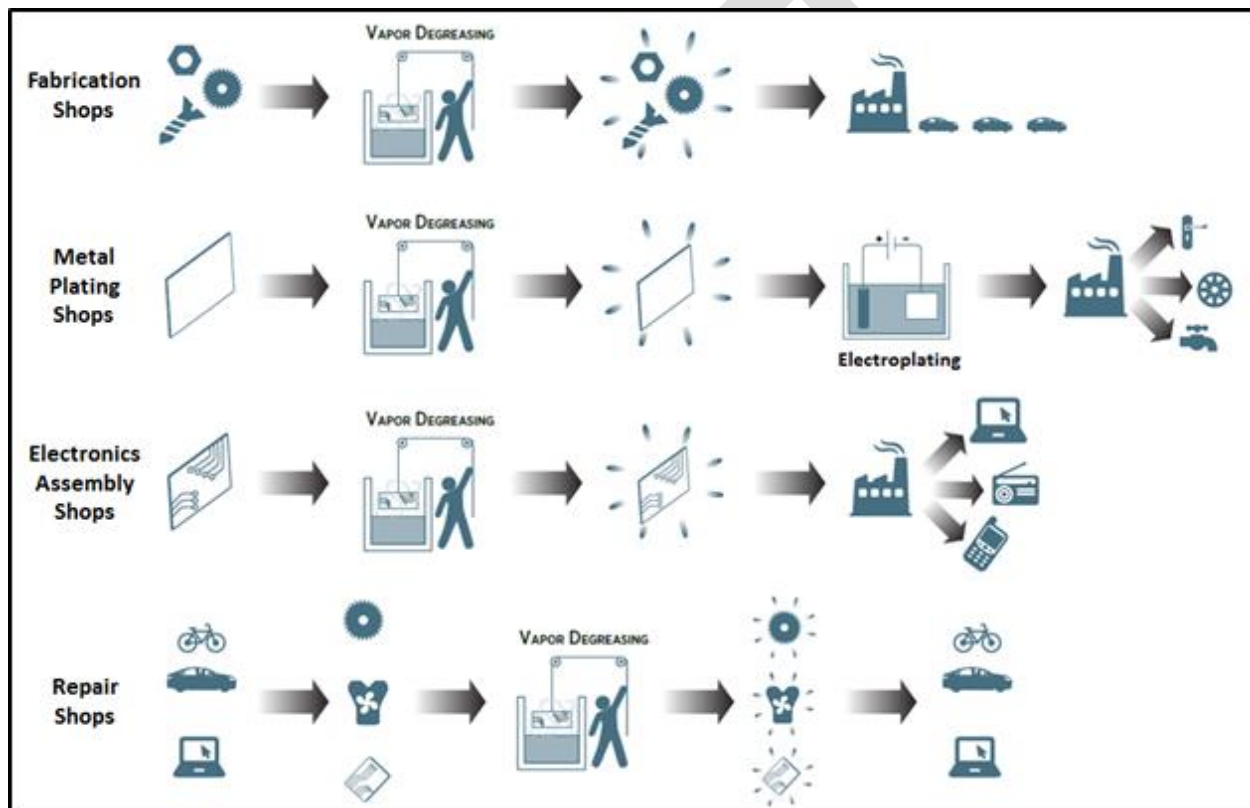 VAPOR DEGREASING
Fabrication
Shops
VAPOR DEGREASING
Metal
Plating
Shops
Electroplating
VAPOR DEGREASING
Electronics
Assembly
Shops
VAPOR DEGREASING
Repair
Shops